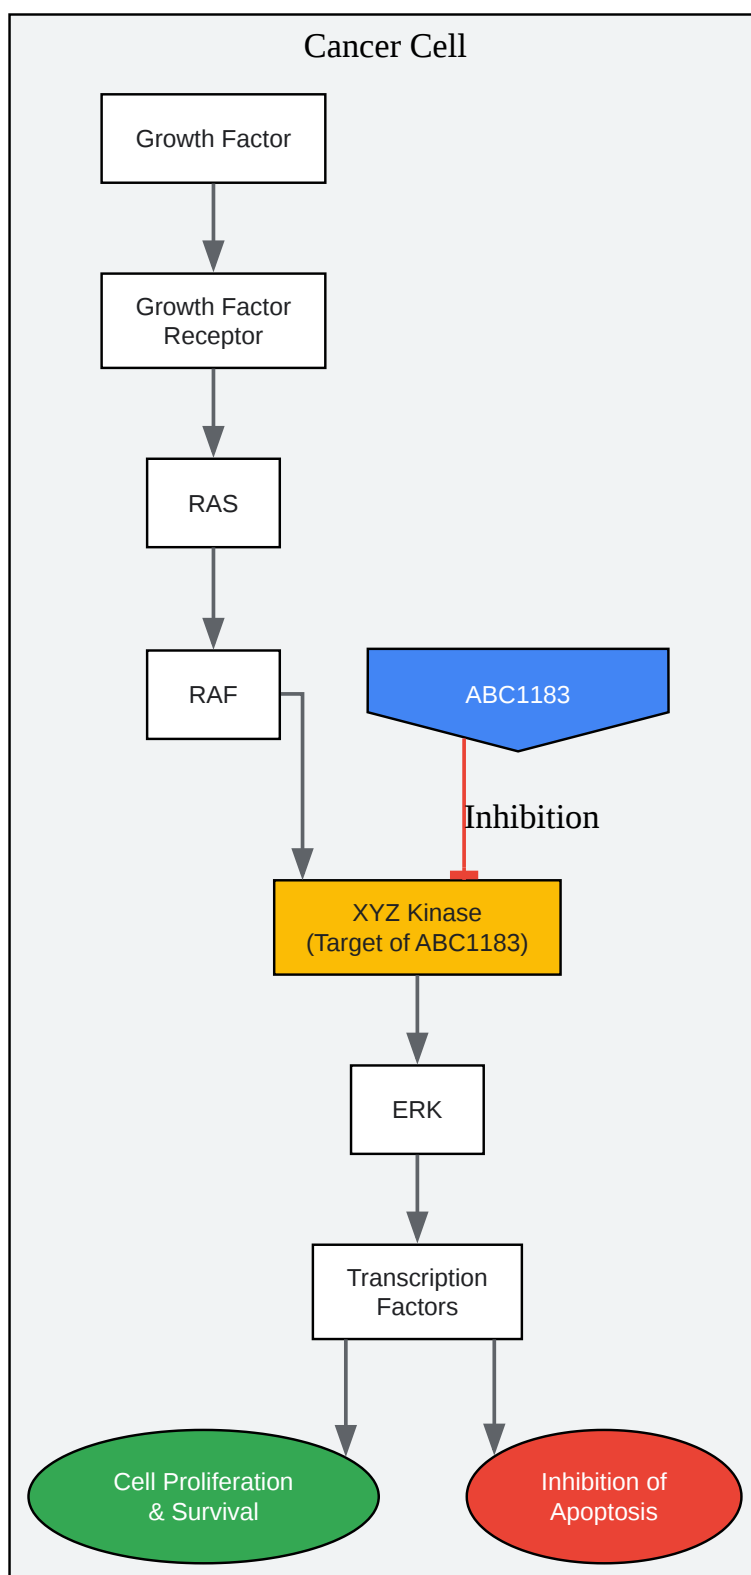 Cancer Cell
Growth Factor
Growth Factor
Receptor
RAS
RAF
ABC1183
Inhibition
XYZ Kinase
(Target of ABC1183)
ERK
Transcription
Factors
Cell Proliferation
& Survival
Inhibition of
Apoptosis